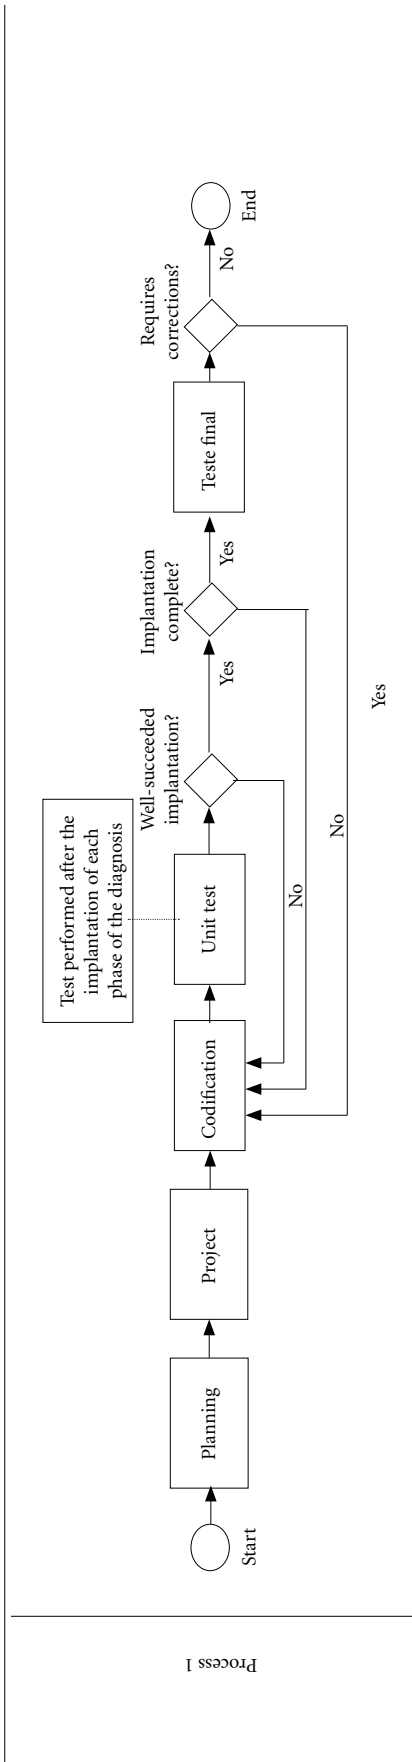 Process 1
Start
Planning
Project
Codification
Unit test
Test performed after the
implantation of each
phase of the diagnosis
Well-succeeded
implantation?
Yes
No
Implantation
complete?
Yes
No
Teste final
Requires
corrections?
No
Yes
End